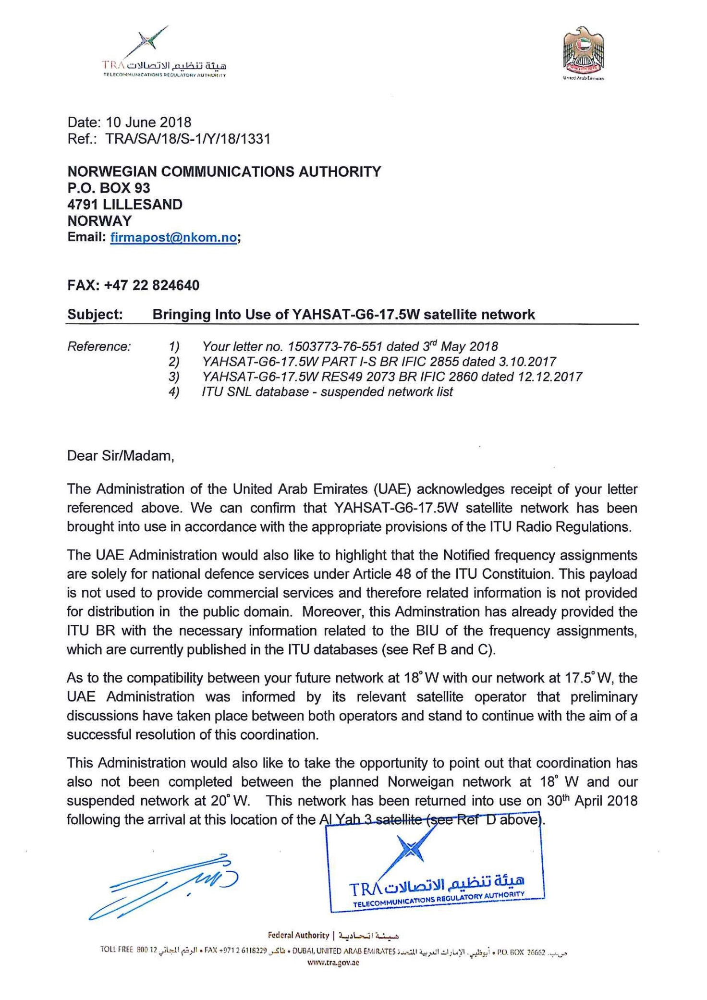 TRA هيئة تنظيم الاتصالات
TELECOMMUNICATIONS REGULATORY AUTHORITY
United Arab Emirates
Date: 10 June 2018
Ref.: TRA/SA/18/S-1/Y/18/1331
NORWEGIAN COMMUNICATIONS AUTHORITY
P.O. BOX 93
4791 LILLESAND
NORWAY
Email: firmapost@nkom.no;
FAX: +47 22 824640
Subject: Bringing Into Use of YAHSAT-G6-17.5W satellite network
Reference: 1) Your letter no. 1503773-76-551 dated 3rd May 2018
2) YAHSAT-G6-17.5W PART I-S BR IFIC 2855 dated 3.10.2017
3) YAHSAT-G6-17.5W RES49 2073 BR IFIC 2860 dated 12.12.2017
4) ITU SNL database - suspended network list
Dear Sir/Madam,
The Administration of the United Arab Emirates (UAE) acknowledges receipt of your letter
referenced above. We can confirm that YAHSAT-G6-17.5W satellite network has been
brought into use in accordance with the appropriate provisions of the ITU Radio Regulations.
The UAE Administration would also like to highlight that the Notified frequency assignments
are solely for national defence services under Article 48 of the ITU Constituion. This payload
is not used to provide commercial services and therefore related information is not provided
for distribution in the public domain. Moreover, this Adminstration has already provided the
ITU BR with the necessary information related to the BIU of the frequency assignments,
which are currently published in the ITU databases (see Ref B and C).
As to the compatibility between your future network at 18° W with our network at 17.5° W, the
UAE Administration was informed by its relevant satellite operator that preliminary
discussions have taken place between both operators and stand to continue with the aim of a
successful resolution of this coordination.
This Administration would also like to take the opportunity to point out that coordination has
also not been completed between the planned Norweigan network at 18° W and our
suspended network at 20° W. This network has been returned into use on 30th April 2018
following the arrival at this location of the Al Yah 3 satellite (see Ref D above).
TRA هيئة تنظيم الاتصالات
TELECOMMUNICATIONS REGULATORY AUTHORITY
Federal Authority | هيئة اتحادية
TOLL FREE 800 12 الرقم المجاني • FAX +971 2 6118229 فاكس • DUBAI, UNITED ARAB EMIRATES أبوظبي. الإمارات العربية المتحدة • P.O. BOX 26662 ص.ب.
www.tra.gov.ae